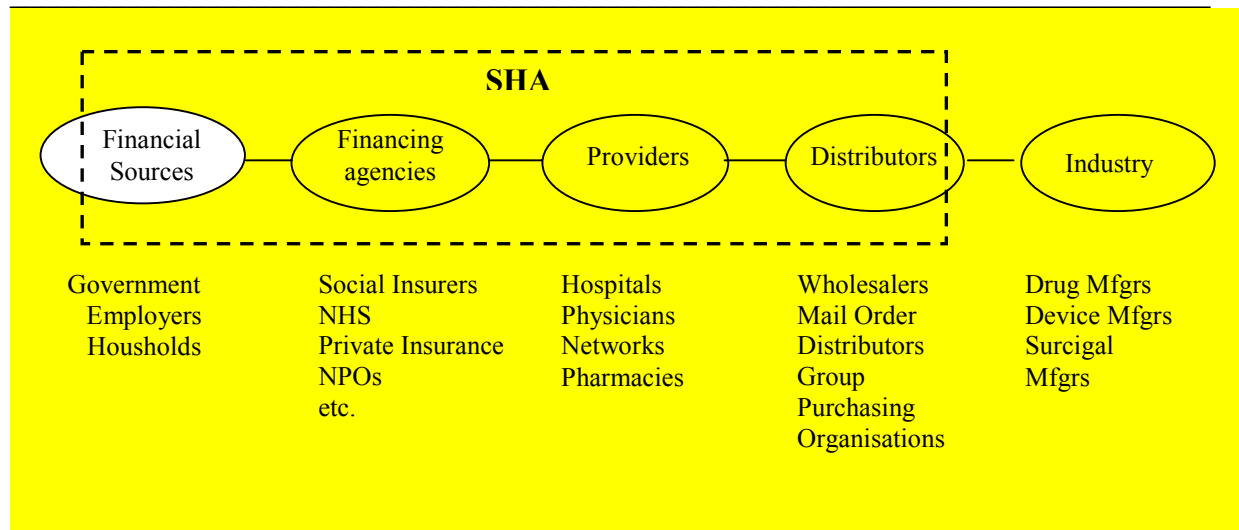 SHA
Financial
Sources
Financing
agencies
Providers
Distributors
Industry
Government
Employers
Housholds
Social Insurers
NHS
Private Insurance
NPOs
etc.
Hospitals
Physicians
Networks
Pharmacies
Wholesalers
Mail Order
Distributors
Group
Purchasing
Organisations
Drug Mfgrs
Device Mfgrs
Surcigal
Mfgrs